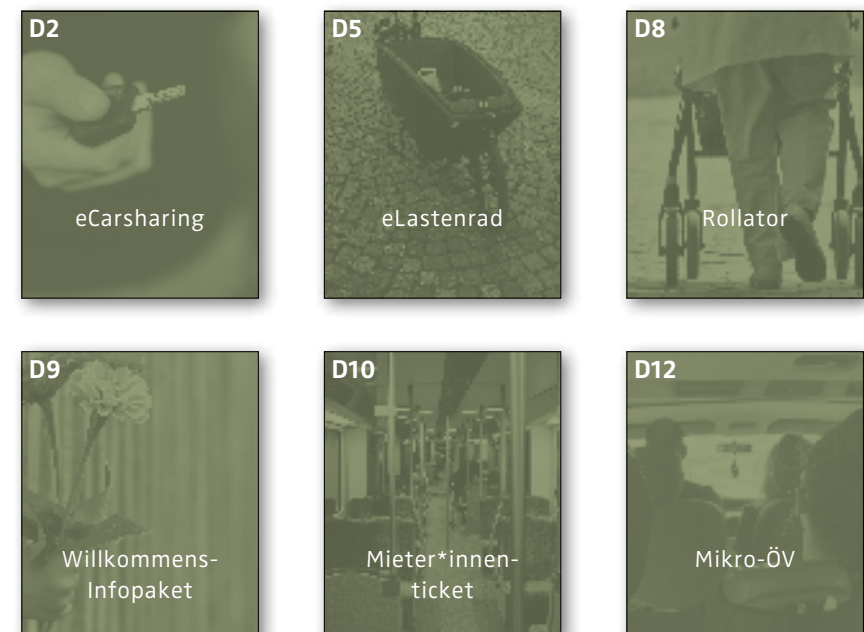 D2
eCarsharing
D5
eLastenrad
D8
Rollator
D9
Willkommens-
Infopaket
D10
Mieter*innen-
ticket
D12
Mikro-ÖV